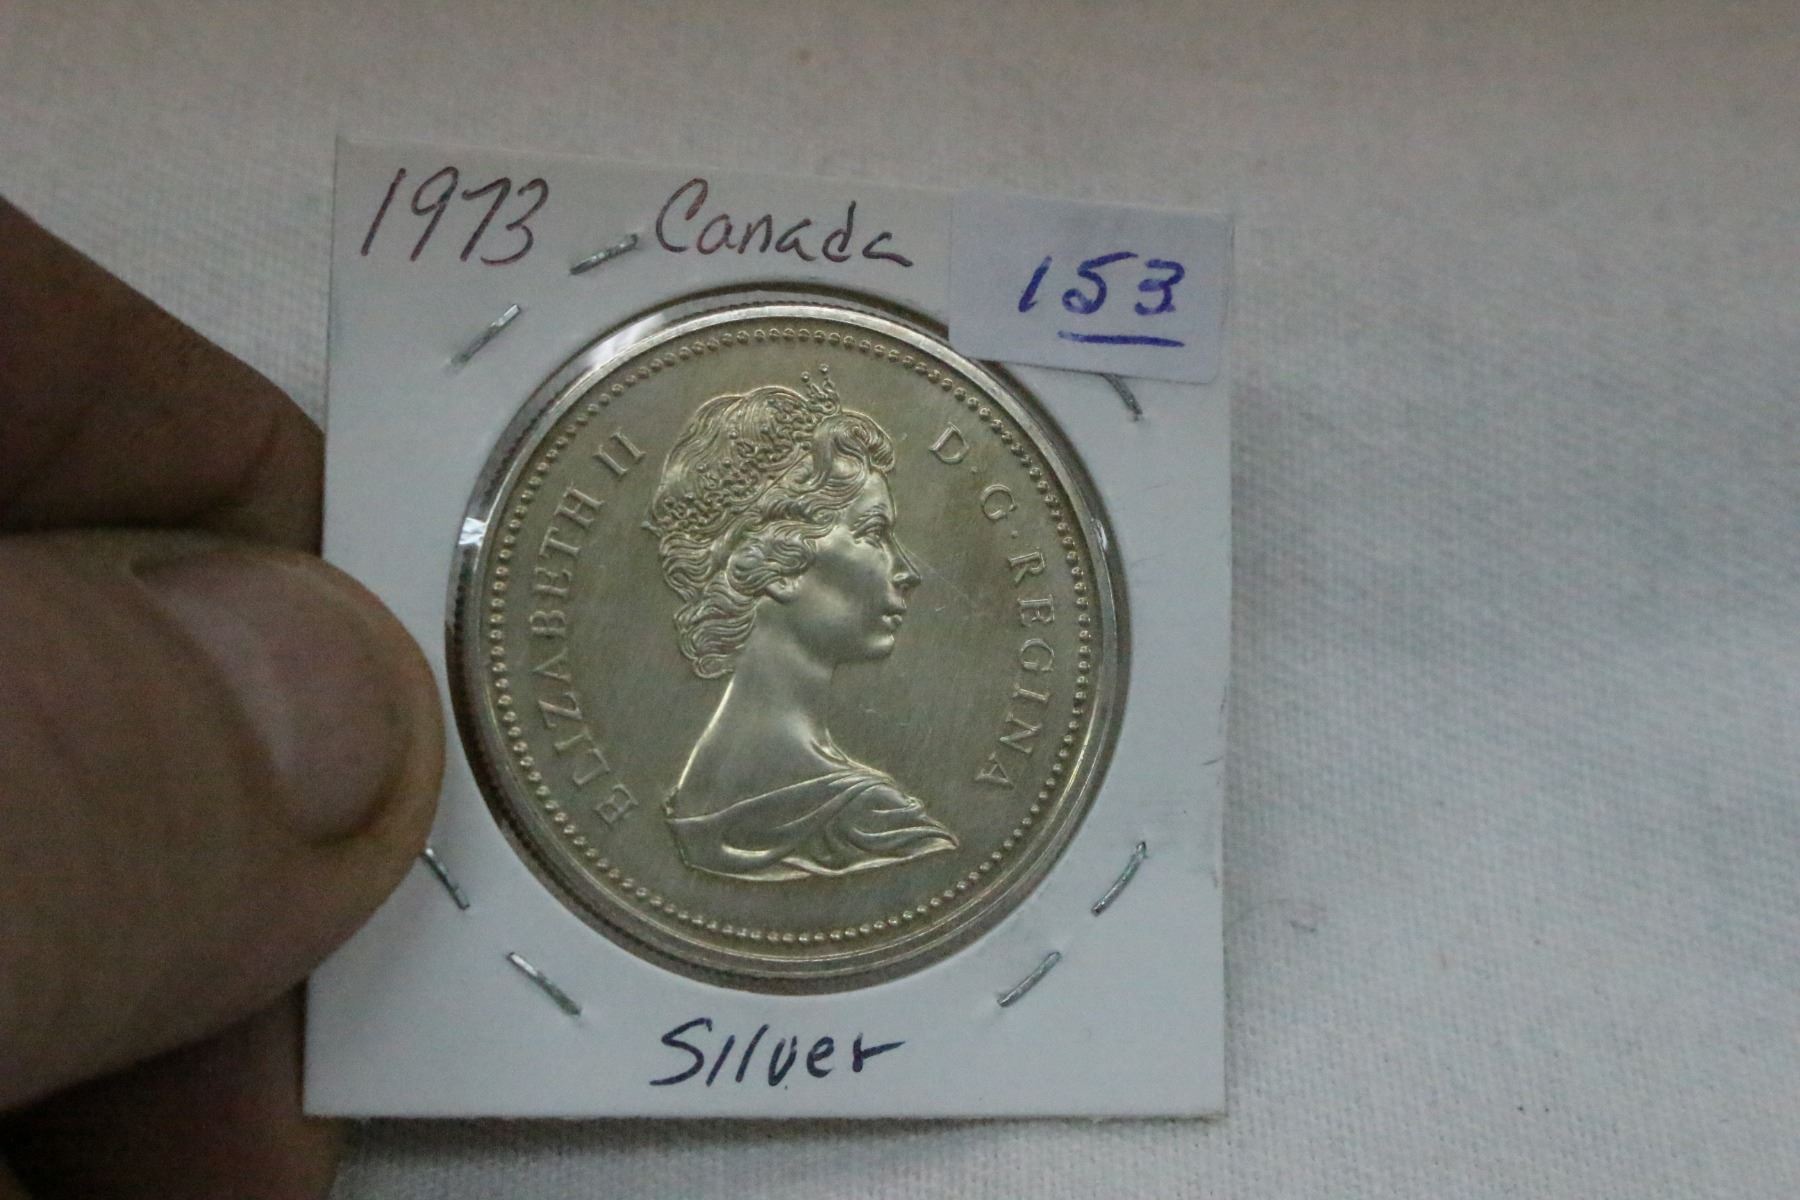 1973 Canada
153
ELIZABETH II D·G·REGINA
Silver